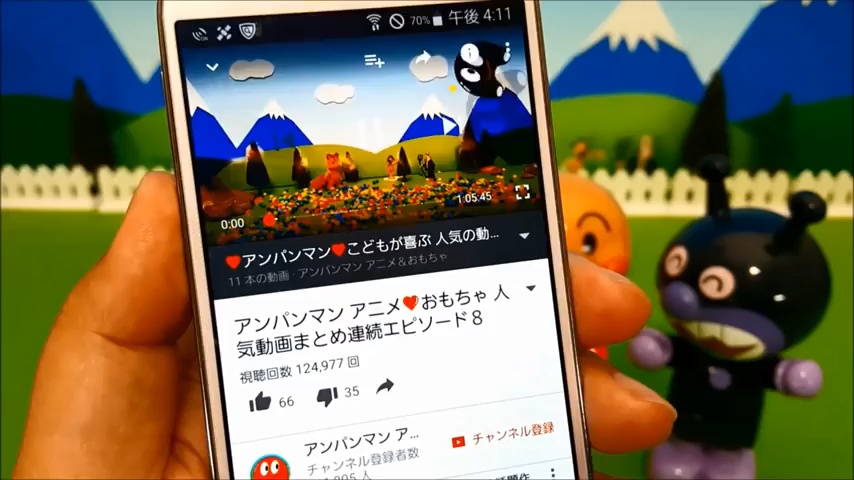 70% 午後 4:11
0:00
1:05:45
♥アンパンマン♥こどもが喜ぶ 人気の動...
11 本の動画 · アンパンマン アニメ&おもちゃ
アンパンマン アニメ♥おもちゃ 人
気動画まとめ連続エピソード８
視聴回数 124,977 回
66 35
アンパンマン ア...
チャンネル登録
チャンネル登録者数